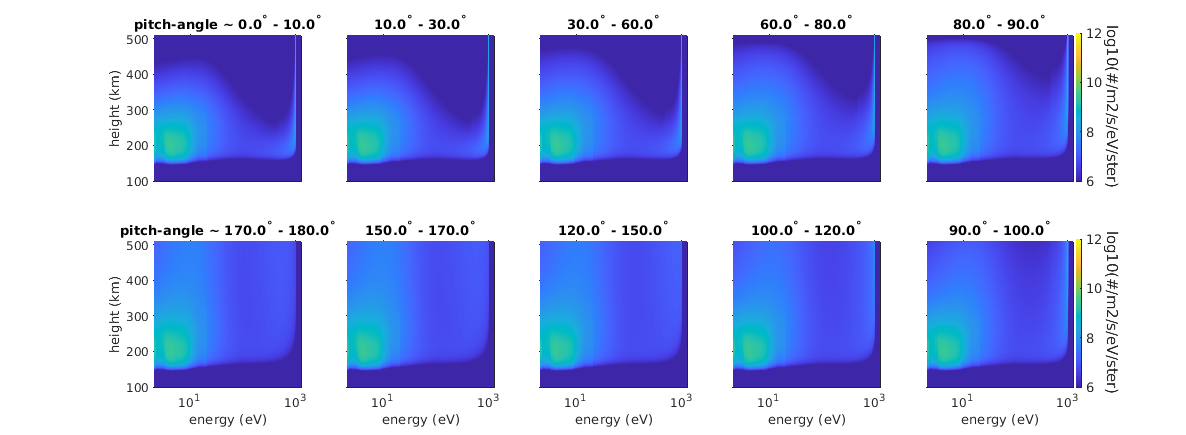 pitch-angle ~ 0.0° - 10.0°
10.0° - 30.0°
30.0° - 60.0°
60.0° - 80.0°
80.0° - 90.0°
500
400
300
200
100
height (km)
12
10
8
6
log10(#/m2/s/eV/ster)
pitch-angle ~ 170.0° - 180.0°
150.0° - 170.0°
120.0° - 150.0°
100.0° - 120.0°
90.0° - 100.0°
500
400
300
200
100
height (km)
12
10
8
6
log10(#/m2/s/eV/ster)
10¹ 10³
10¹ 10³
10¹ 10³
10¹ 10³
10¹ 10³
energy (eV)
energy (eV)
energy (eV)
energy (eV)
energy (eV)